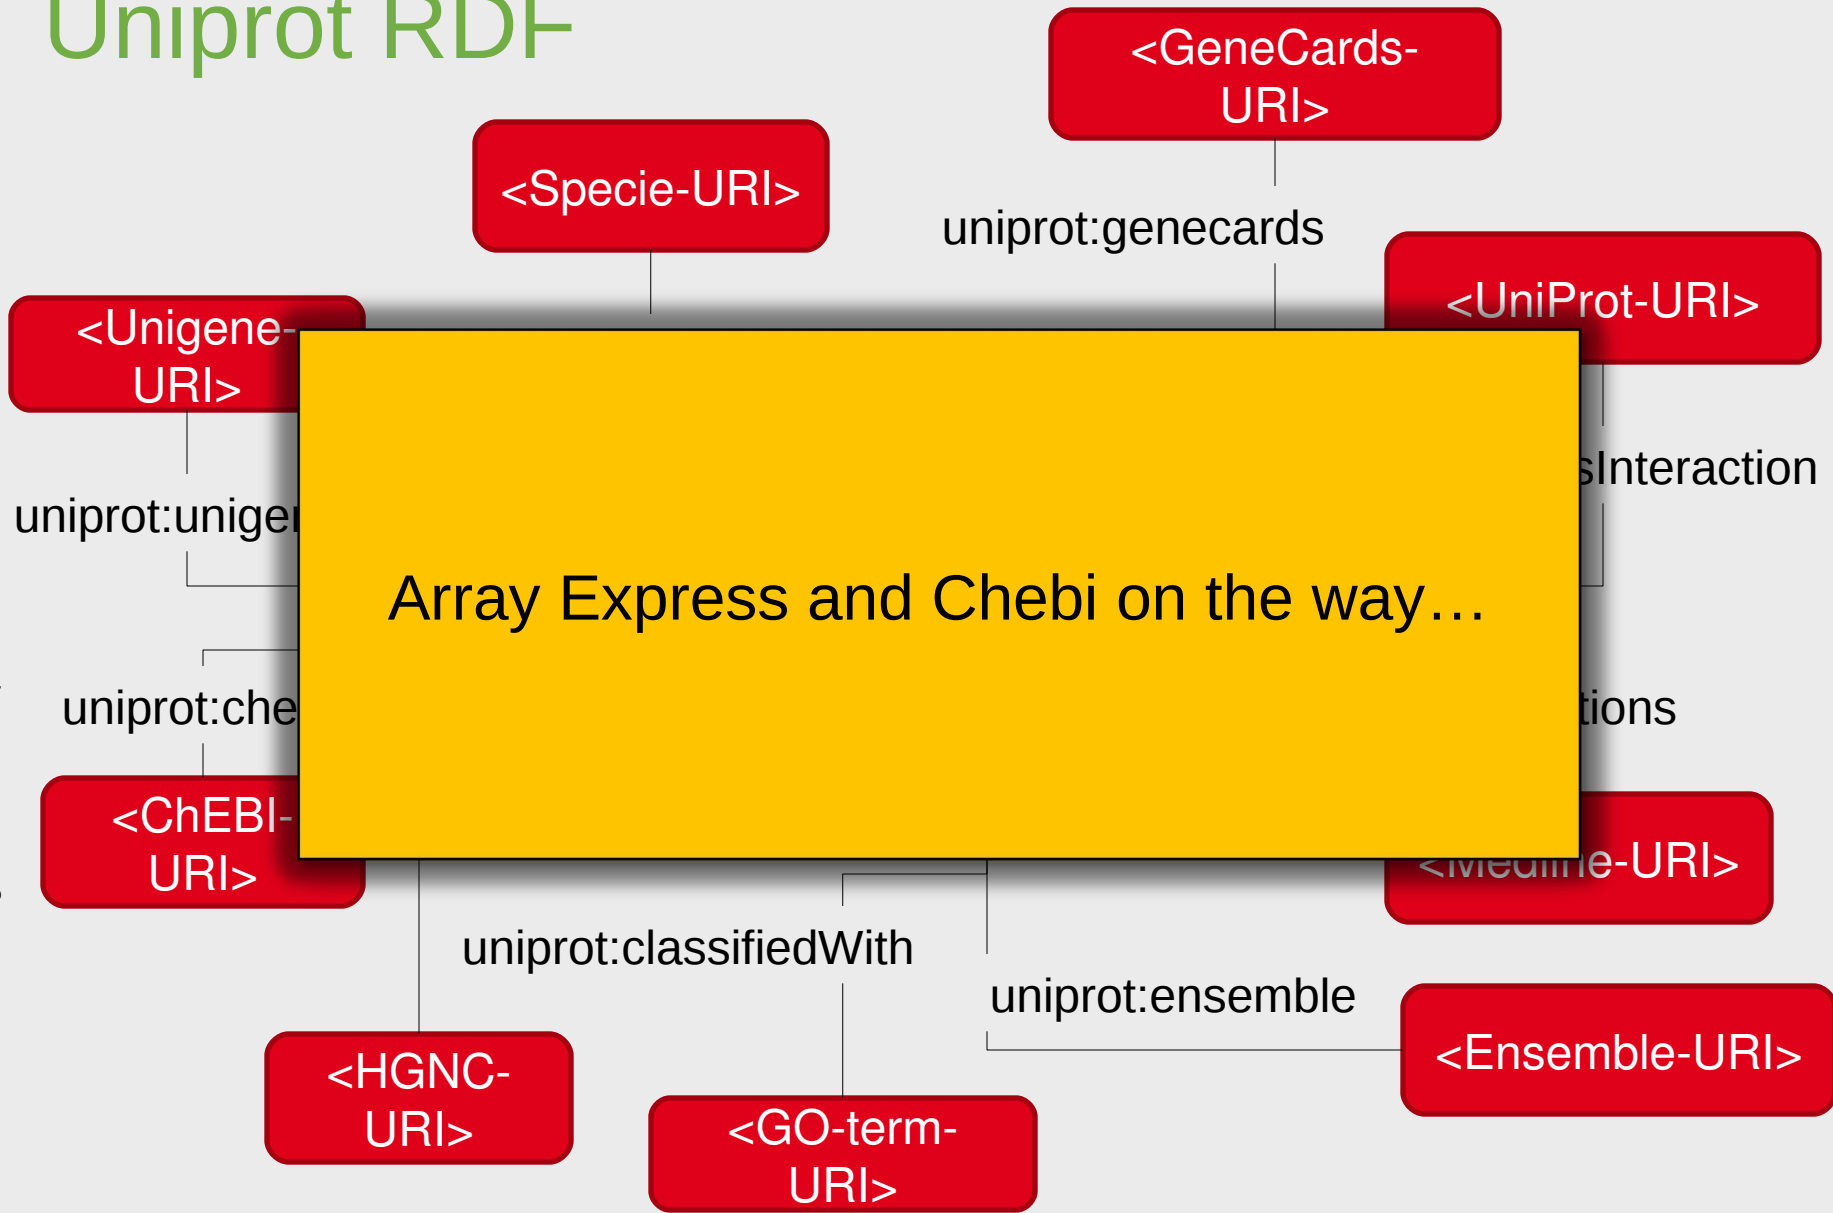 Uniprot RDF
<GeneCards-
URI>
<Specie-URI>
uniprot:genecards
<UniProt-URI>
<Unigene-
URI>
sInteraction
uniprot:unige
Array Express and Chebi on the way…
uniprot:che
tions
<ChEBI-
URI>
<Medline-URI>
uniprot:classifiedWith
uniprot:ensemble
<Ensemble-URI>
<HGNC-
URI>
<GO-term-
URI>